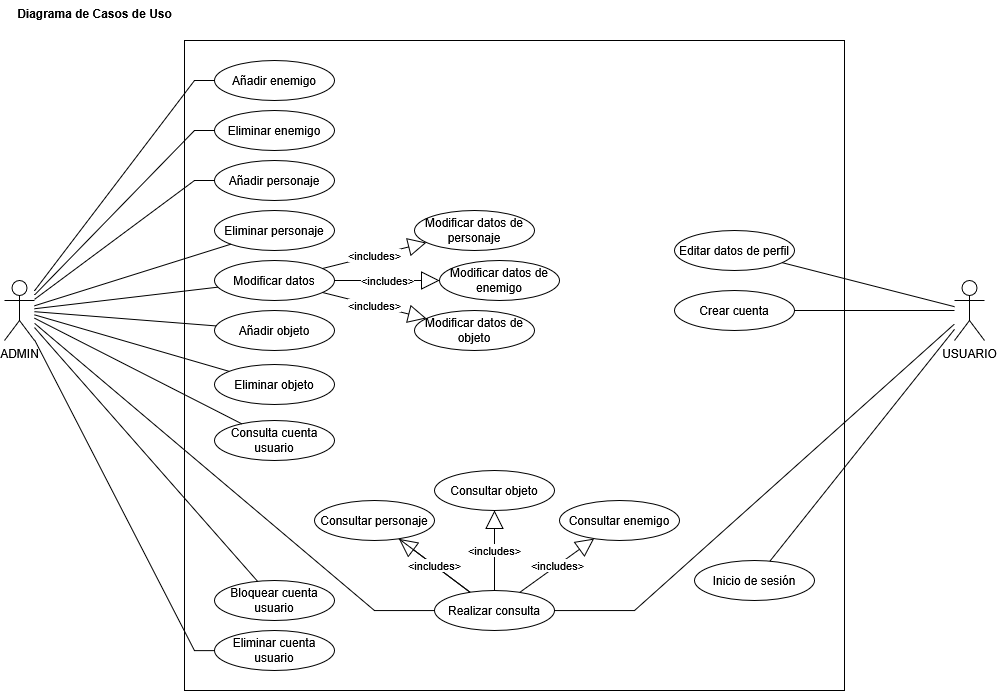 Diagrama de Casos de Uso
Añadir enemigo
Eliminar enemigo
Añadir personaje
Eliminar personaje
Modificar datos
<includes>
<includes>
<includes>
Modificar datos de
personaje
Modificar datos de
enemigo
Modificar datos de
objeto
Añadir objeto
Eliminar objeto
Consulta cuenta
usuario
ADMIN
Editar datos de perfil
Crear cuenta
USUARIO
Consultar personaje
Consultar objeto
Consultar enemigo
<includes>
<includes>
<includes>
Realizar consulta
Inicio de sesión
Bloquear cuenta
usuario
Eliminar cuenta
usuario